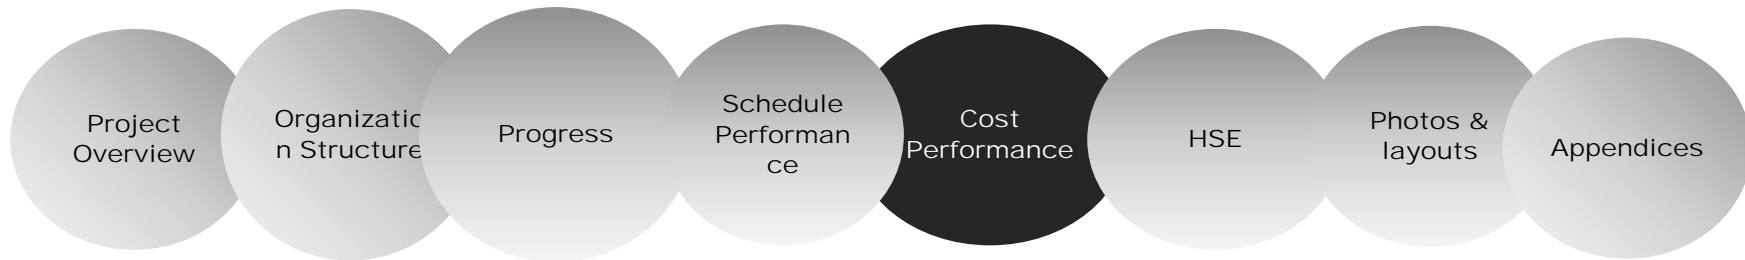 Project
Overview
Organizatio
n Structure
Progress
Schedule
Performan
ce
Cost
Performance
HSE
Photos &
layouts
Appendices